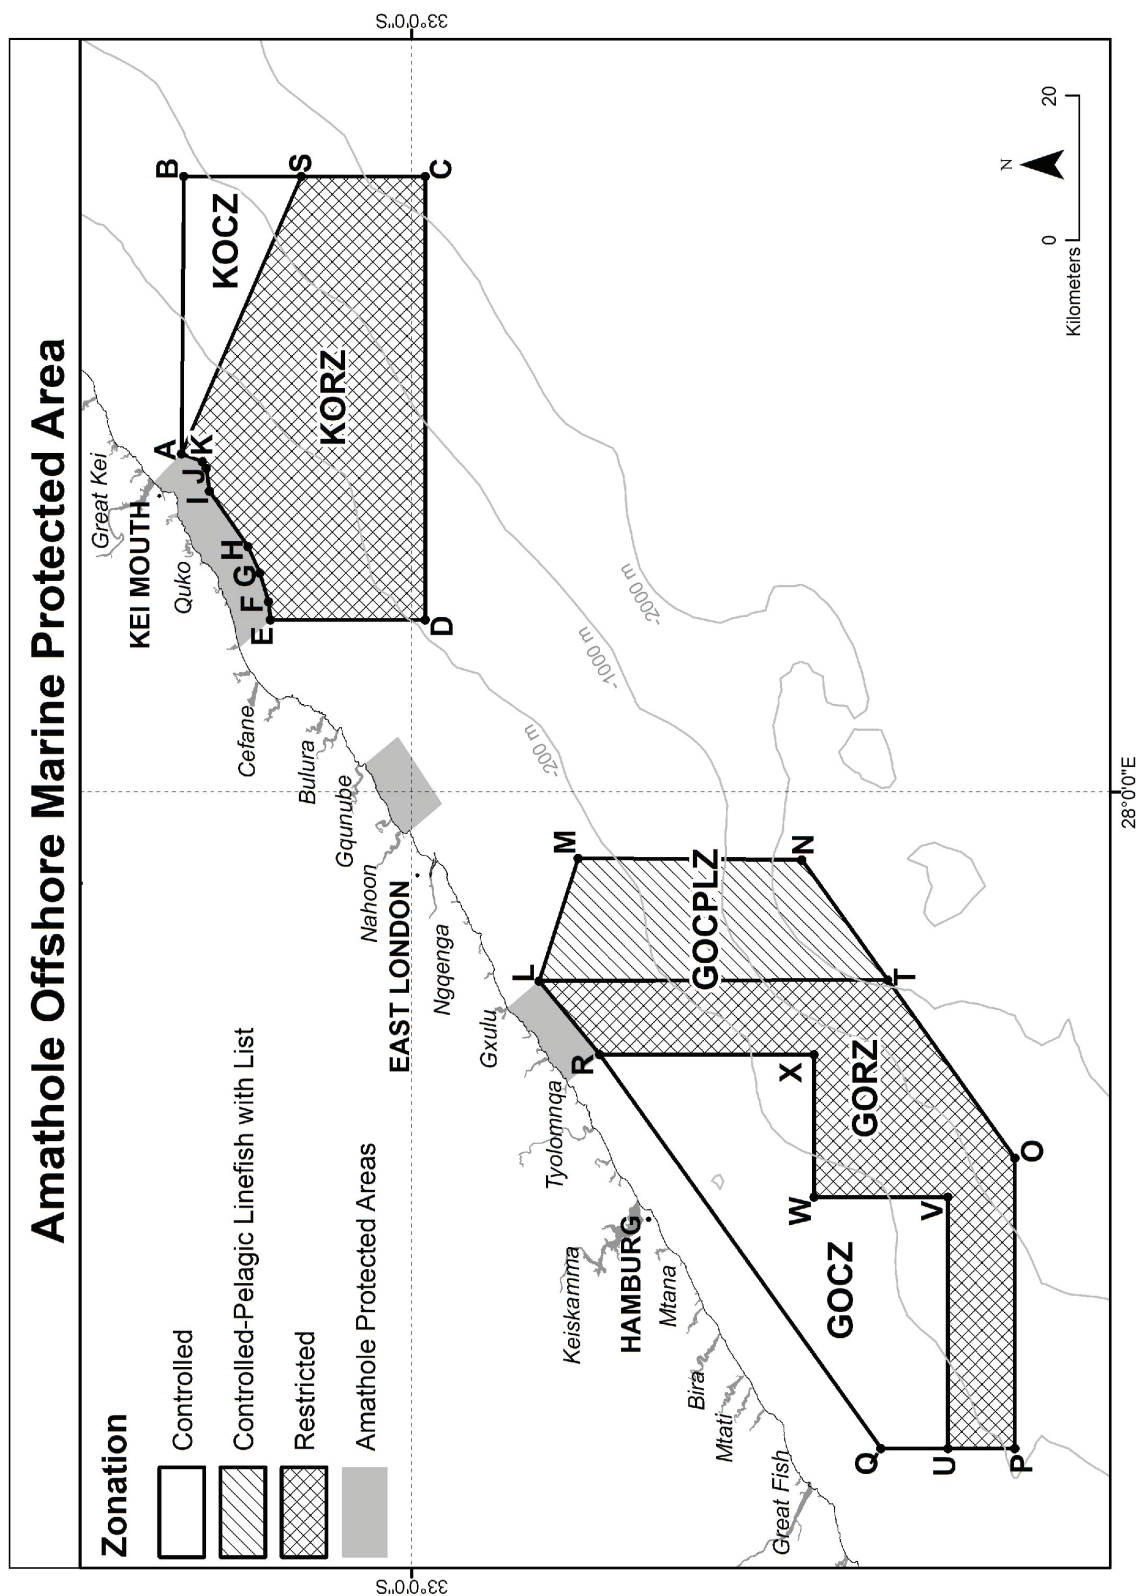 Amathole Offshore Marine Protected Area
Zonation
Controlled
Controlled-Pelagic Linefish with List
Restricted
Amathole Protected Areas
33°0'0"S
33°0'0"S
28°0'0"E
Great Kei
KEI MOUTH
Quko
Cefane
Bulura
Gqunube
Nahoon
EAST LONDON
Ngqenga
Gxulu
Tyolomnqa
Keiskamma
HAMBURG
Mtana
Bira
Mtati
Great Fish
A
B
K
J
I
H
G
F
E
S
C
D
KOCZ
KORZ
-200 m
-1000 m
-2000 m
L
M
R
GOCPLZ
N
T
X
W
GORZ
GOCZ
V
O
Q
U
P
N
0
20
Kilometers